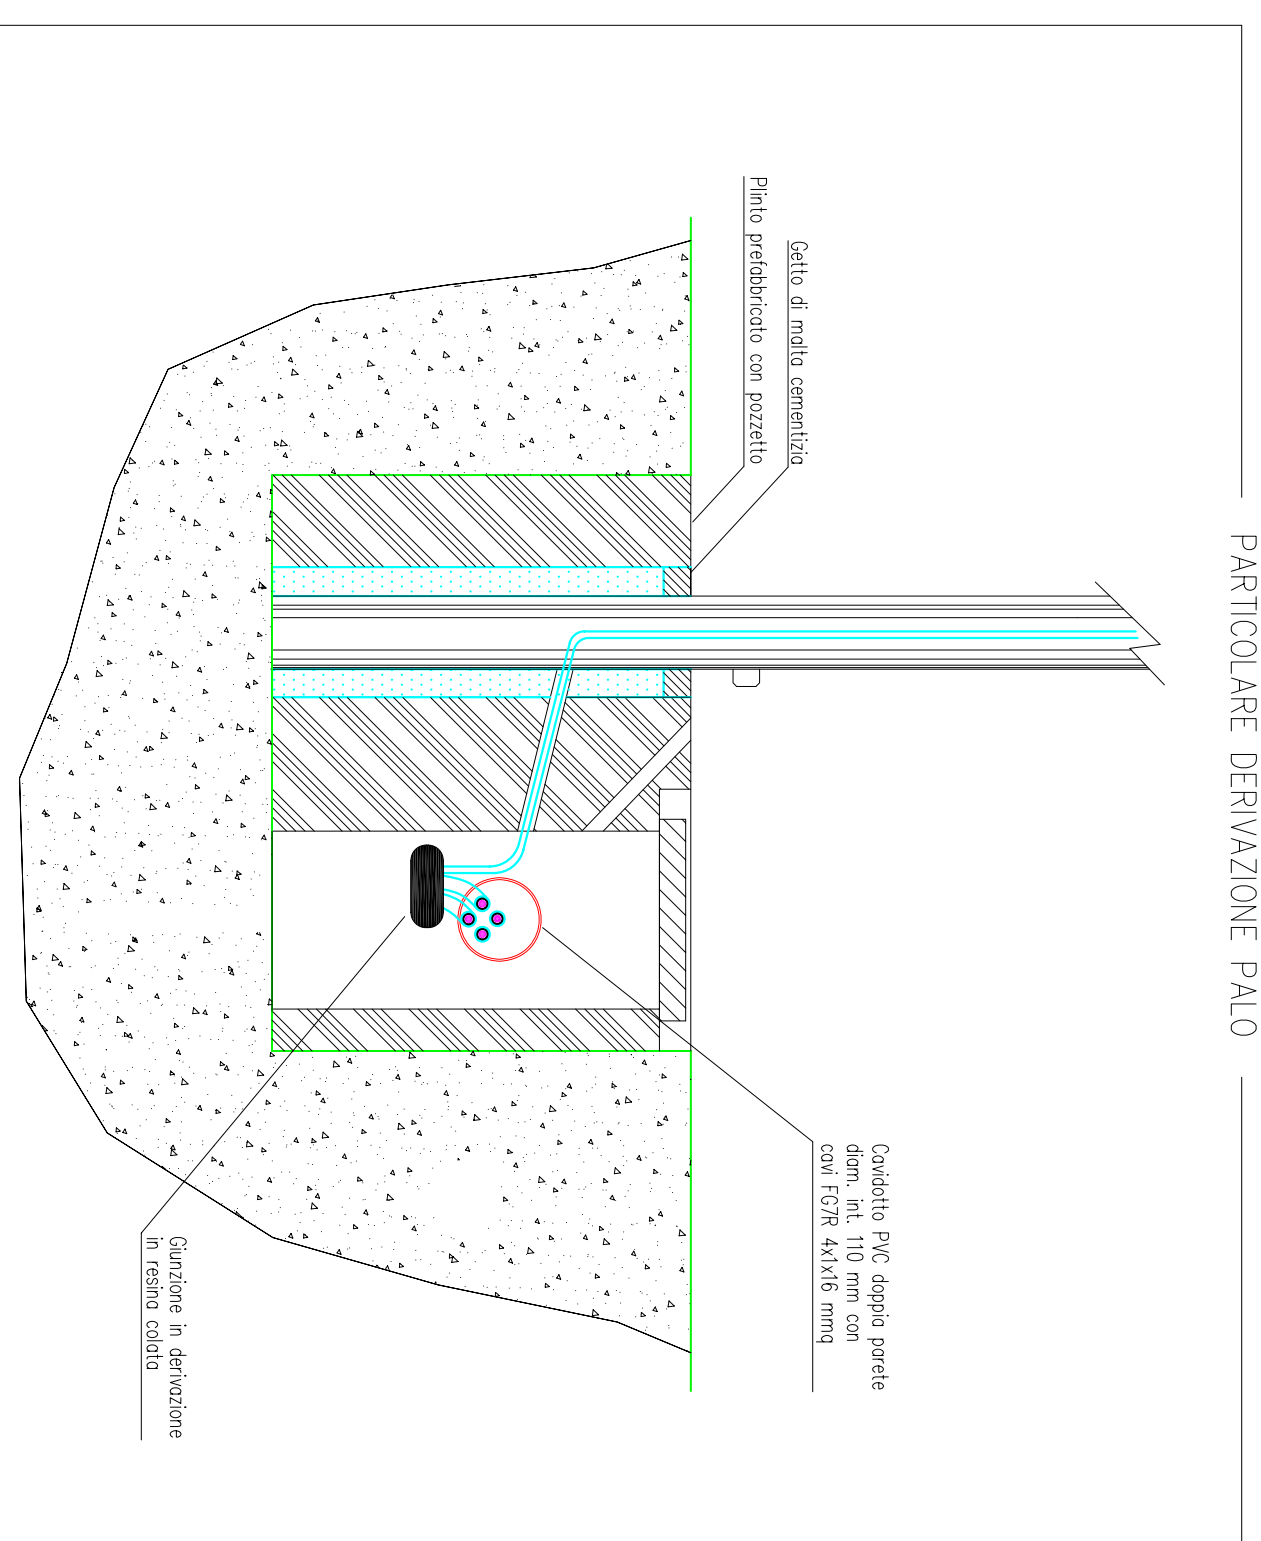 PARTICOLARE DERIVAZIONE PALO
Getto di malta cementizia
Plinto prefabbricato con pozzetto
Cavidotto PVC doppia parete
diam. int. 110 mm con
cavi FG7R 4x1x16 mmq
Giunzione in derivazione
in resina colata